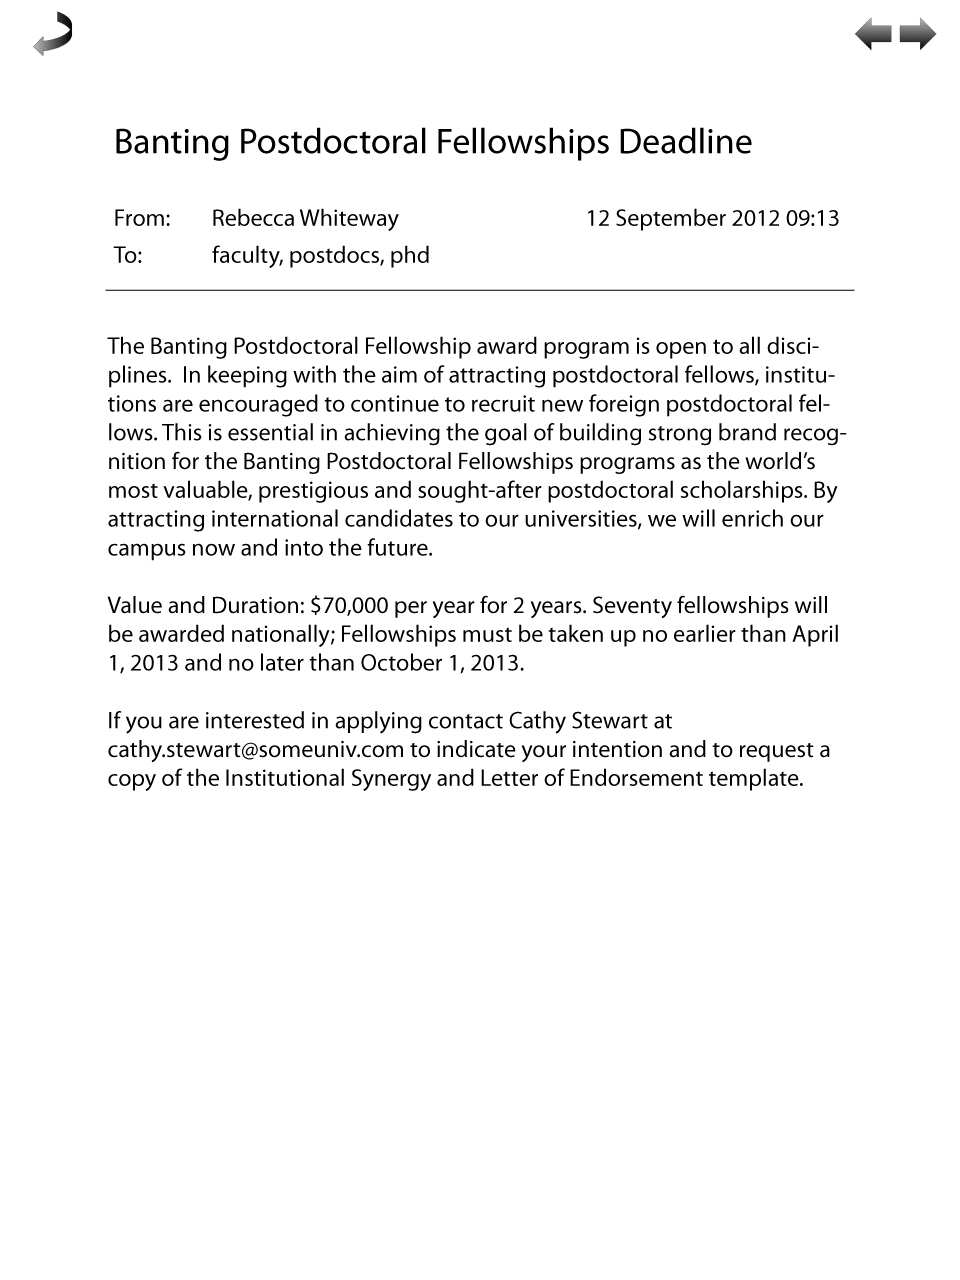 Banting Postdoctoral Fellowships Deadline
From: Rebecca Whiteway 12 September 2012 09:13
To: faculty, postdocs, phd
The Banting Postdoctoral Fellowship award program is open to all disci-
plines.  In keeping with the aim of attracting postdoctoral fellows, institu-
tions are encouraged to continue to recruit new foreign postdoctoral fel-
lows. This is essential in achieving the goal of building strong brand recog-
nition for the Banting Postdoctoral Fellowships programs as the world’s
most valuable, prestigious and sought-after postdoctoral scholarships. By
attracting international candidates to our universities, we will enrich our
campus now and into the future.
Value and Duration: $70,000 per year for 2 years. Seventy fellowships will
be awarded nationally; Fellowships must be taken up no earlier than April
1, 2013 and no later than October 1, 2013.
If you are interested in applying contact Cathy Stewart at
cathy.stewart@someuniv.com to indicate your intention and to request a
copy of the Institutional Synergy and Letter of Endorsement template.